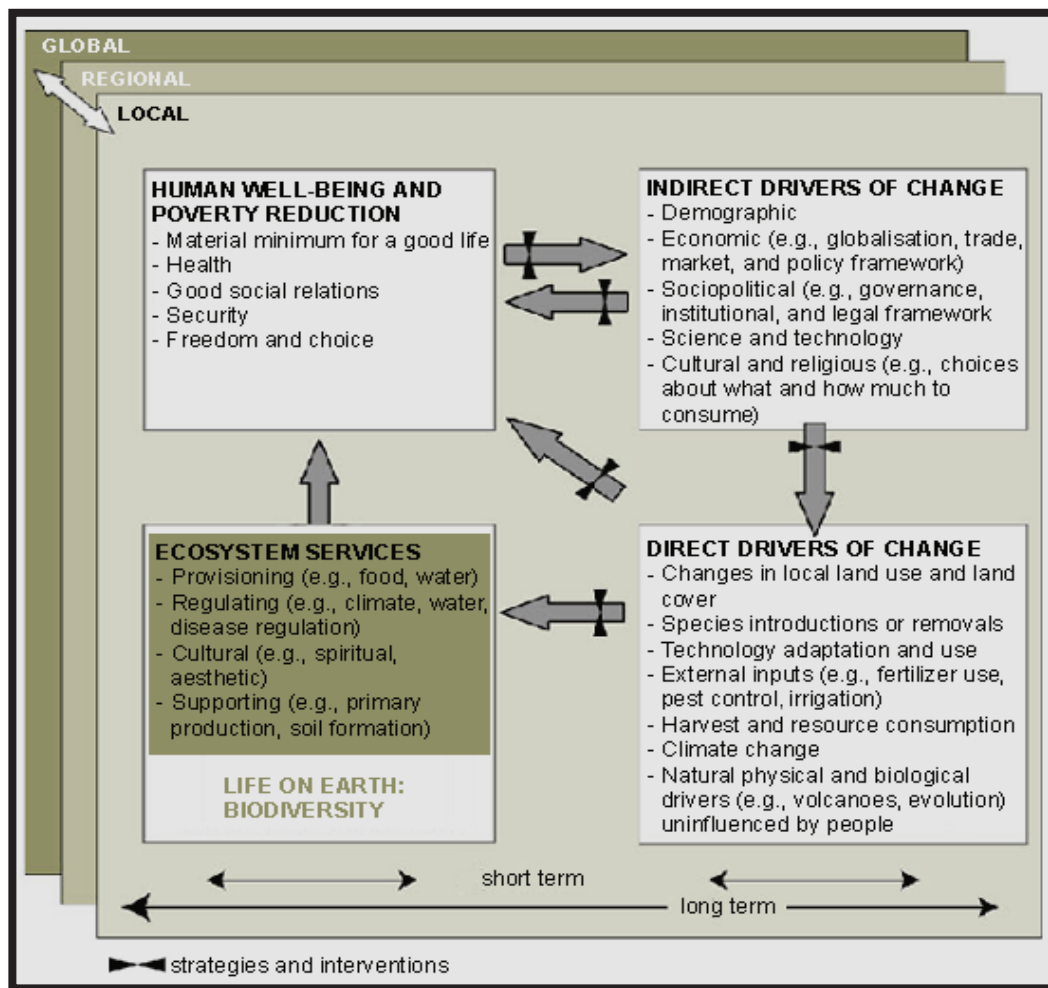 GLOBAL
REGIONAL
LOCAL
HUMAN WELL-BEING AND
POVERTY REDUCTION
- Material minimum for a good life
- Health
- Good social relations
- Security
- Freedom and choice
INDIRECT DRIVERS OF CHANGE
- Demographic
- Economic (e.g., globalisation, trade,
market, and policy framework)
- Sociopolitical (e.g., governance,
institutional, and legal framework
- Science and technology
- Cultural and religious (e.g., choices
about what and how much to
consume)
ECOSYSTEM SERVICES
- Provisioning (e.g., food, water)
- Regulating (e.g., climate, water,
disease regulation)
- Cultural (e.g., spiritual,
aesthetic)
- Supporting (e.g., primary
production, soil formation)
LIFE ON EARTH:
BIODIVERSITY
DIRECT DRIVERS OF CHANGE
- Changes in local land use and land
cover
- Species introductions or removals
- Technology adaptation and use
- External inputs (e.g., fertilizer use,
pest control, irrigation)
- Harvest and resource consumption
- Climate change
- Natural physical and biological
drivers (e.g., volcanoes, evolution)
uninfluenced by people
short term
long term
strategies and interventions